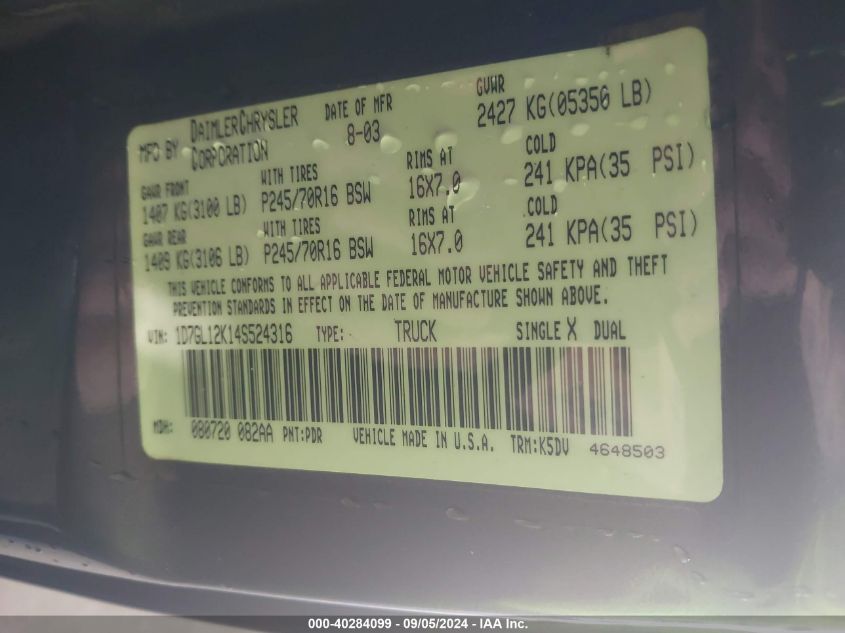 MFD BY DAIMLERCHRYSLER CORPORATION DATE OF MFR 8-03 GVWR 2427 KG(05350 LB)
GAWR FRONT WITH TIRES RIMS AT COLD
1407 KG(3100 LB) P245/70R16 BSW 16X7.0 241 KPA(35 PSI)
GAWR REAR WITH TIRES RIMS AT COLD
1409 KG(3106 LB) P245/70R16 BSW 16X7.0 241 KPA(35 PSI)
THIS VEHICLE CONFORMS TO ALL APPLICABLE FEDERAL MOTOR VEHICLE SAFETY AND THEFT
PREVENTION STANDARDS IN EFFECT ON THE DATE OF MANUFACTURE SHOWN ABOVE.
VIN: 1D7GL12K14S524316 TYPE: TRUCK SINGLE X DUAL
MDH: 080720 082AA PNT:PDR VEHICLE MADE IN U.S.A. TRM:K5DV 4648503
000-40284099 - 09/05/2024 - IAA Inc.